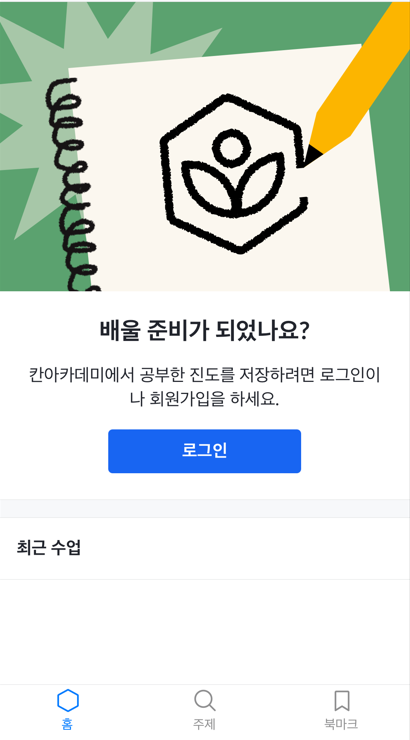 배울 준비가 되었나요?
칸아카데미에서 공부한 진도를 저장하려면 로그인이
나 회원가입을 하세요.
로그인
최근 수업
홈
주제
북마크